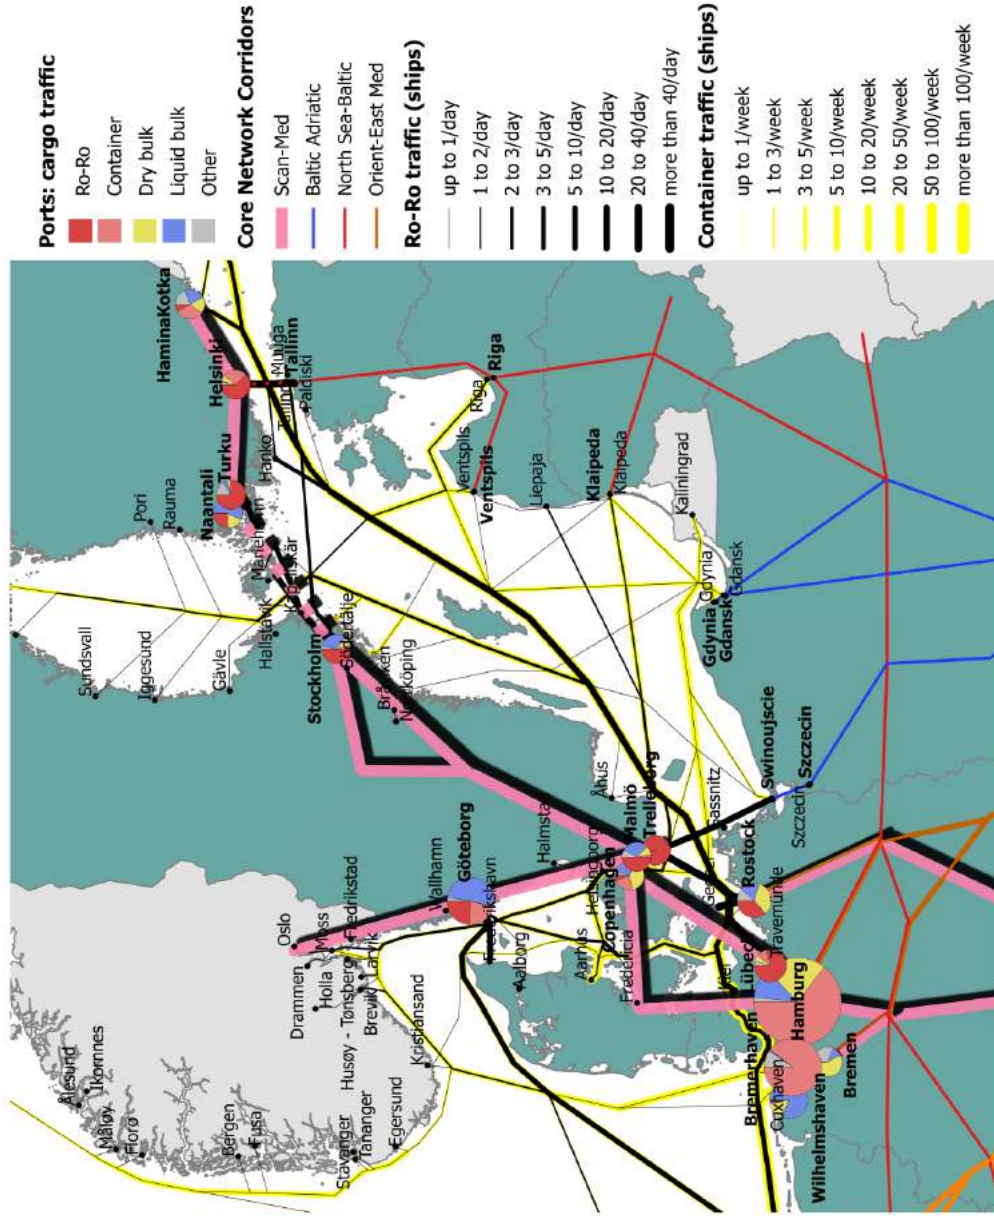 Ports: cargo traffic
Ro-Ro
Container
Dry bulk
Liquid bulk
Other
Core Network Corridors
Scan-Med
Baltic Adriatic
North Sea-Baltic
Orient-East Med
Ro-Ro traffic (ships)
up to 1/day
1 to 2/day
2 to 3/day
3 to 5/day
5 to 10/day
10 to 20/day
20 to 40/day
more than 40/day
Container traffic (ships)
up to 1/week
1 to 3/week
3 to 5/week
5 to 10/week
10 to 20/week
20 to 50/week
50 to 100/week
more than 100/week
Ålesund
Ikornnes
Måløy
Florø
Bergen
Fusa
Stavanger
Tananger
Egersund
Kristiansand
Drammen
Holla
Husøy - Tønsberg
Brevik
Larvik
Oslo
Moss
Fredrikstad
Wallhamn
Göteborg
Frederikshavn
Aalborg
Aarhus
Fredericia
Halmstad
Helsingborg
Copenhagen
Malmö
Trelleborg
Åhus
Sundsvall
Iggesund
Gävle
Hallstavik
Kapellskär
Stockholm
Södertälje
Bråviken
Norrköping
Pori
Rauma
Naantali
Turku
Mariehamn
Hanko
Helsinki
HaminaKotka
Muuga
Tallinn
Tallinn
Paldiski
Riga
Riga
Ventspils
Ventspils
Liepaja
Klaipeda
Klaipeda
Kaliningrad
Gdynia
Gdansk
Gdynia
Gdansk
Swinoujscie
Szczecin
Szczecin
Sassnitz
Rostock
Travemünde
Lübeck
Kiel
Hamburg
Bremerhaven
Cuxhaven
Wilhelmshaven
Bremen